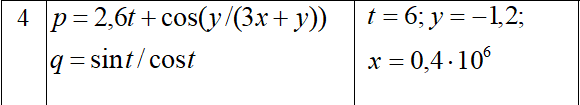 4 p = 2,6t + cos(y/(3x + y)) t = 6; y = −1,2;
q = sint/cost x = 0,4 · 10⁶